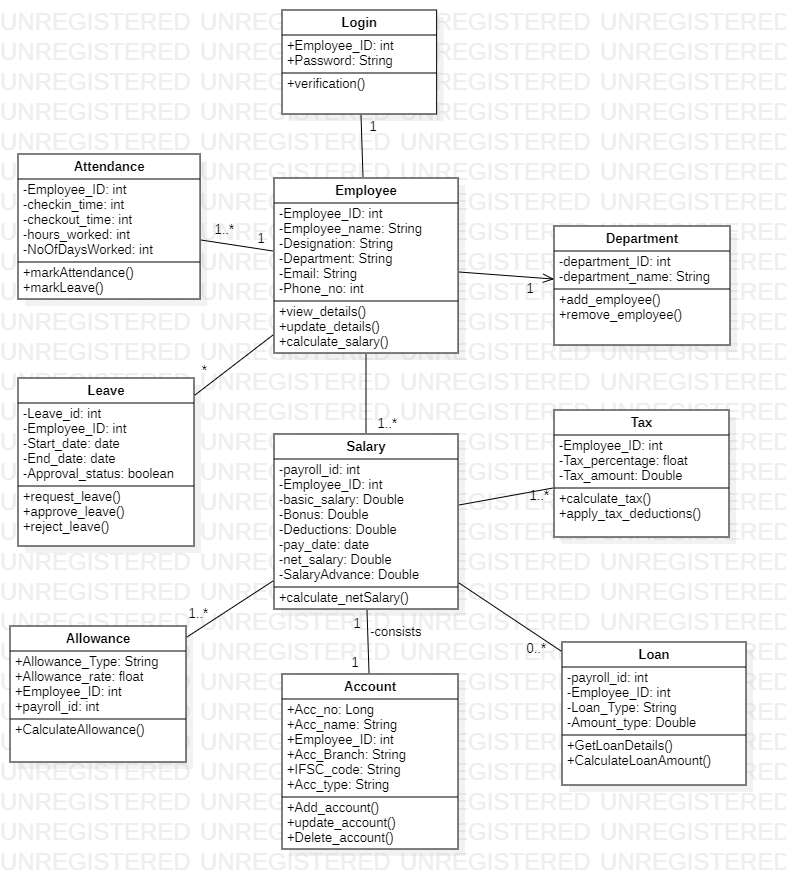 Login
+Employee_ID: int
+Password: String
+verification()
1
Attendance
-Employee_ID: int
-checkin_time: int
-checkout_time: int
-hours_worked: int
-NoOfDaysWorked: int
+markAttendance()
+markLeave()
1..*
1
Employee
-Employee_ID: int
-Employee_name: String
-Designation: String
-Department: String
-Email: String
-Phone_no: int
+view_details()
+update_details()
+calculate_salary()
Department
-department_ID: int
-department_name: String
+add_employee()
+remove_employee()
1
*
Leave
-Leave_id: int
-Employee_ID: int
-Start_date: date
-End_date: date
-Approval_status: boolean
+request_leave()
+approve_leave()
+reject_leave()
1..*
Salary
-payroll_id: int
-Employee_ID: int
-basic_salary: Double
-Bonus: Double
-Deductions: Double
-pay_date: date
-net_salary: Double
-SalaryAdvance: Double
+calculate_netSalary()
Tax
-Employee_ID: int
-Tax_percentage: float
-Tax_amount: Double
+calculate_tax()
+apply_tax_deductions()
1..*
1..*
Allowance
+Allowance_Type: String
+Allowance_rate: float
+Employee_ID: int
+payroll_id: int
+CalculateAllowance()
1
-consists
1
Account
+Acc_no: Long
+Acc_name: String
+Employee_ID: int
+Acc_Branch: String
+IFSC_code: String
+Acc_type: String
+Add_account()
+update_account()
+Delete_account()
0..*
Loan
-payroll_id: int
-Employee_ID: int
-Loan_Type: String
-Amount_type: Double
+GetLoanDetails()
+CalculateLoanAmount()
UNREGISTERED